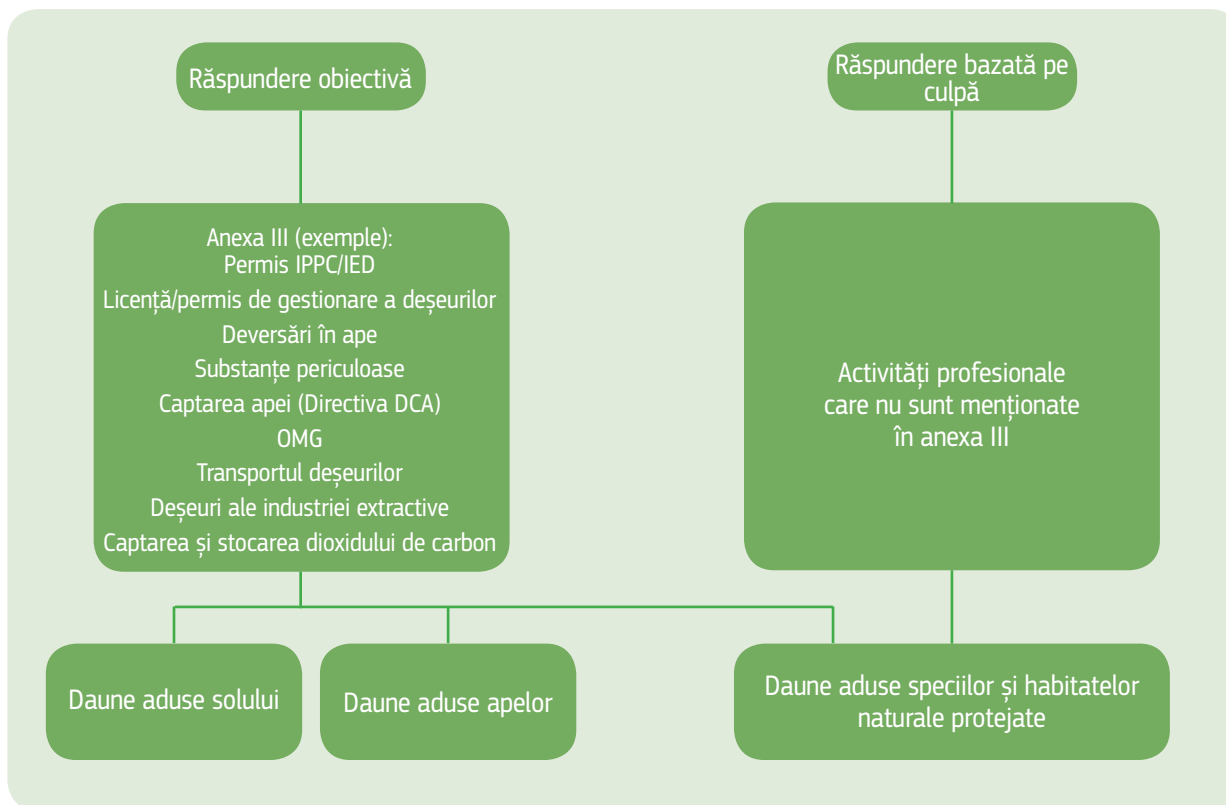 Răspundere obiectivă
Răspundere bazată pe
culpă
Anexa III (exemple):
Permis IPPC/IED
Licență/permis de gestionare a deșeurilor
Deversări în ape
Substanțe periculoase
Captarea apei (Directiva DCA)
OMG
Transportul deșeurilor
Deșeuri ale industriei extractive
Captarea și stocarea dioxidului de carbon
Activități profesionale
care nu sunt menționate
în anexa III
Daune aduse solului
Daune aduse apelor
Daune aduse speciilor și habitatelor
naturale protejate